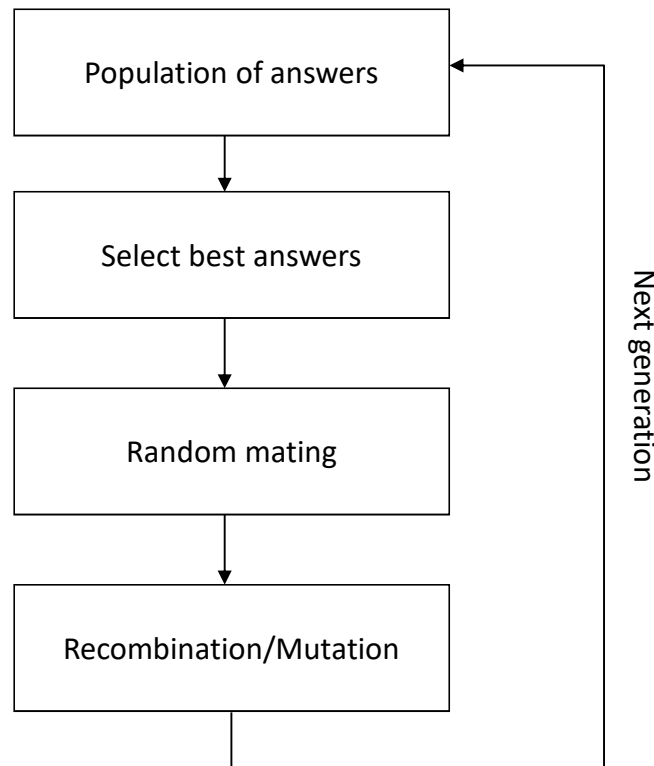 Population of answers
Select best answers
Random mating
Recombination/Mutation
Next generation